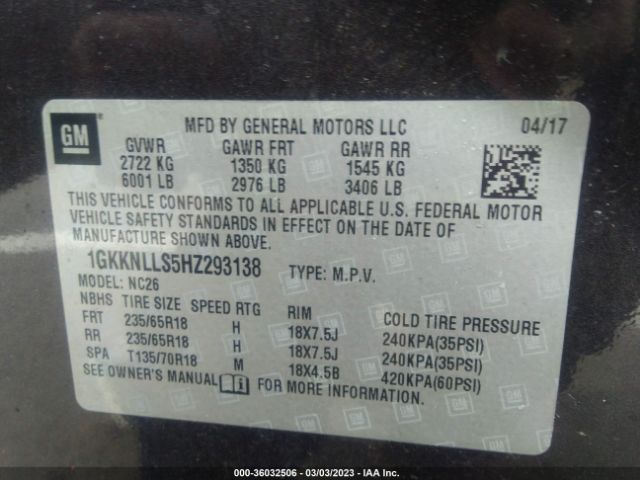 GM
MFD BY GENERAL MOTORS LLC 04/17
GVWR GAWR FRT GAWR RR
2722 KG 1350 KG 1545 KG
6001 LB 2976 LB 3406 LB
THIS VEHICLE CONFORMS TO ALL APPLICABLE U.S. FEDERAL MOTOR
VEHICLE SAFETY STANDARDS IN EFFECT ON THE DATE OF
MANUFACTURE SHOWN ABOVE.
1GKKNLLS5HZ293138 TYPE: M.P.V.
MODEL: NC26
NBHS TIRE SIZE SPEED RTG RIM COLD TIRE PRESSURE
FRT 235/65R18 H 18X7.5J 240KPA(35PSI)
RR 235/65R18 H 18X7.5J 240KPA(35PSI)
SPA T135/70R18 M 18X4.5B 420KPA(60PSI)
SEE OWNER'S MANUAL FOR MORE INFORMATION.
000-36032506 - 03/03/2023 - IAA Inc.